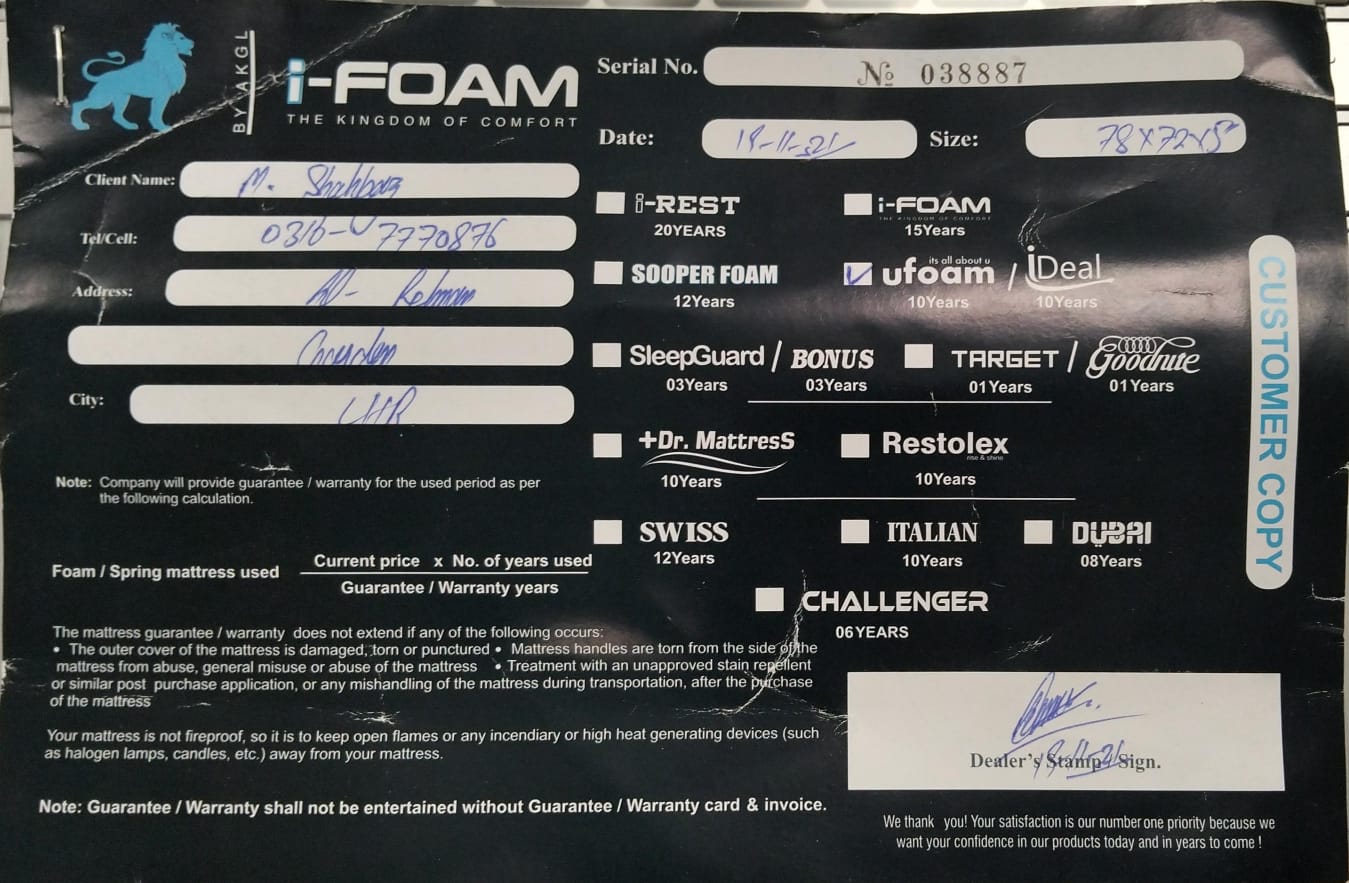 BY AKGL
i-FOAM
THE KINGDOM OF COMFORT
Serial No. № 038887
Date: 19-11-21 Size: 78x72x5"
Client Name: M. Shahbaz
Tel/Cell: 0316-7770876
Address: Al- Rehman
Garden
City: LHR
i-REST
20YEARS
i-FOAM
THE KINGDOM OF COMFORT
15Years
SOOPER FOAM
12Years
its all about u
ufoam / iDeal
10Years 10Years
SleepGuard / BONUS
03Years 03Years
TARGET / Goodnite
01Years 01Years
+Dr. MattresS
10Years
Restolex
rise & shine
10Years
SWISS
12Years
ITALIAN
10Years
DUBAI
08Years
CHALLENGER
06YEARS
CUSTOMER COPY
Note: Company will provide guarantee / warranty for the used period as per
the following calculation.
Foam / Spring mattress used
Current price x No. of years used
Guarantee / Warranty years
The mattress guarantee / warranty does not extend if any of the following occurs:
• The outer cover of the mattress is damaged, torn or punctured • Mattress handles are torn from the side of the
mattress from abuse, general misuse or abuse of the mattress • Treatment with an unapproved stain repellent
or similar post purchase application, or any mishandling of the mattress during transportation, after the purchase
of the mattress
Your mattress is not fireproof, so it is to keep open flames or any incendiary or high heat generating devices (such
as halogen lamps, candles, etc.) away from your mattress.
Note: Guarantee / Warranty shall not be entertained without Guarantee / Warranty card & invoice.
19-11-21
Dealer's Stamp Sign.
We thank you! Your satisfaction is our number one priority because we
want your confidence in our products today and in years to come !